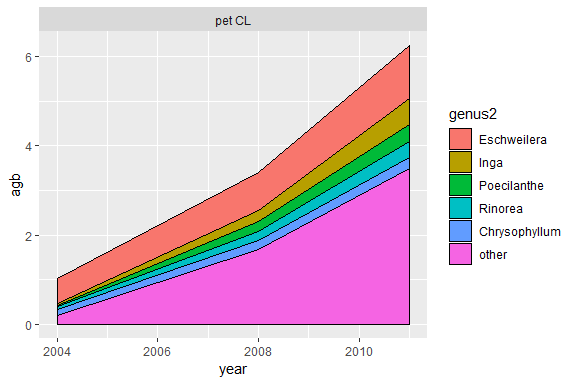 pet CL
agb
6
4
2
0
2004 2006 2008 2010
year
genus2
Eschweilera
Inga
Poecilanthe
Rinorea
Chrysophyllum
other